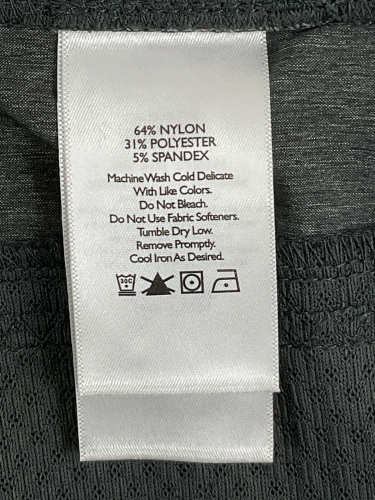 64% NYLON
31% POLYESTER
5% SPANDEX
Machine Wash Cold Delicate
With Like Colors.
Do Not Bleach.
Do Not Use Fabric Softeners.
Tumble Dry Low.
Remove Promptly.
Cool Iron As Desired.
30C